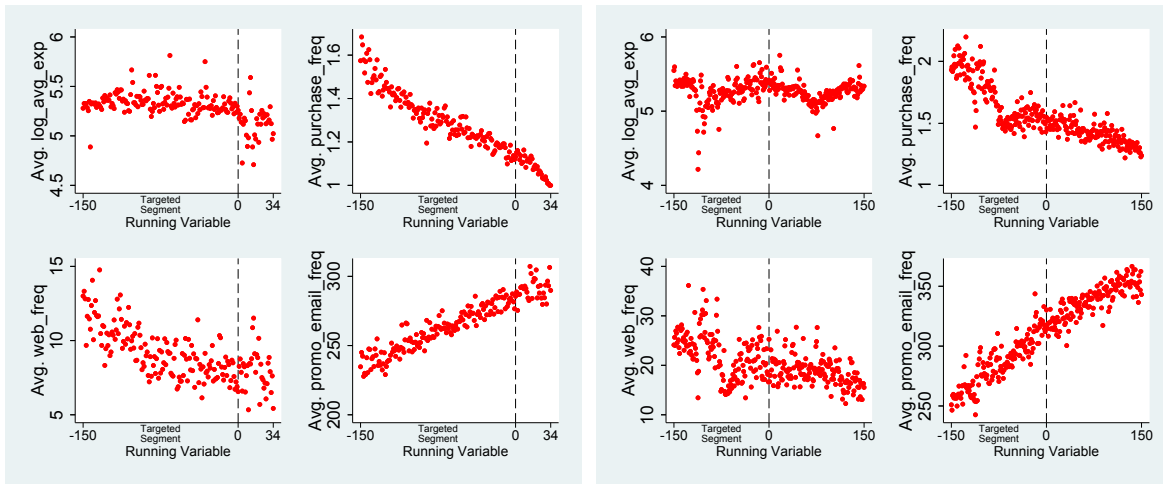 Avg. log_avg_exp
6
5.5
5
4.5
-150
Targeted
Segment
0
34
Running Variable
Avg. purchase_freq
1.6
1.4
1.2
1
-150
Targeted
Segment
0
34
Running Variable
Avg. web_freq
15
10
5
-150
Targeted
Segment
0
34
Running Variable
Avg. promo_email_freq
300
250
200
-150
Targeted
Segment
0
34
Running Variable
Avg. log_avg_exp
6
5
4
-150
Targeted
Segment
0
150
Running Variable
Avg. purchase_freq
2
1.5
1
-150
Targeted
Segment
0
150
Running Variable
Avg. web_freq
40
30
20
10
-150
Targeted
Segment
0
150
Running Variable
Avg. promo_email_freq
350
300
250
-150
Targeted
Segment
0
150
Running Variable